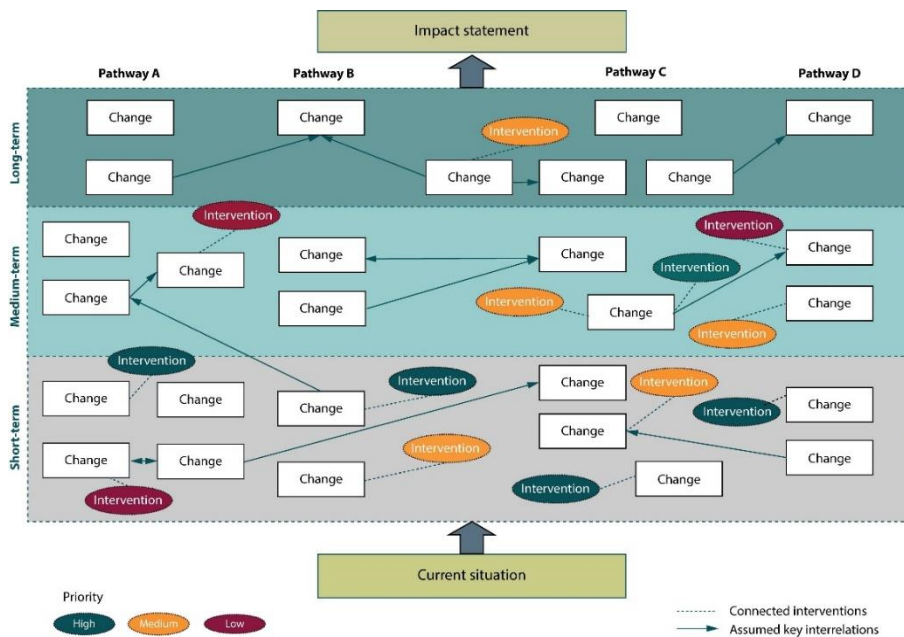 Impact statement
Pathway A
Pathway B
Pathway C
Pathway D
Long-term
Change
Change
Change
Change
Intervention
Change
Change
Change
Change
Medium-term
Intervention
Intervention
Change
Change
Change
Change
Change
Intervention
Change
Change
Intervention
Change
Change
Intervention
Short-term
Intervention
Change
Intervention
Intervention
Change
Change
Change
Intervention
Change
Change
Intervention
Change
Change
Change
Change
Intervention
Change
Intervention
Change
Intervention
Current situation
Priority
High
Medium
Low
Connected interventions
Assumed key interrelations